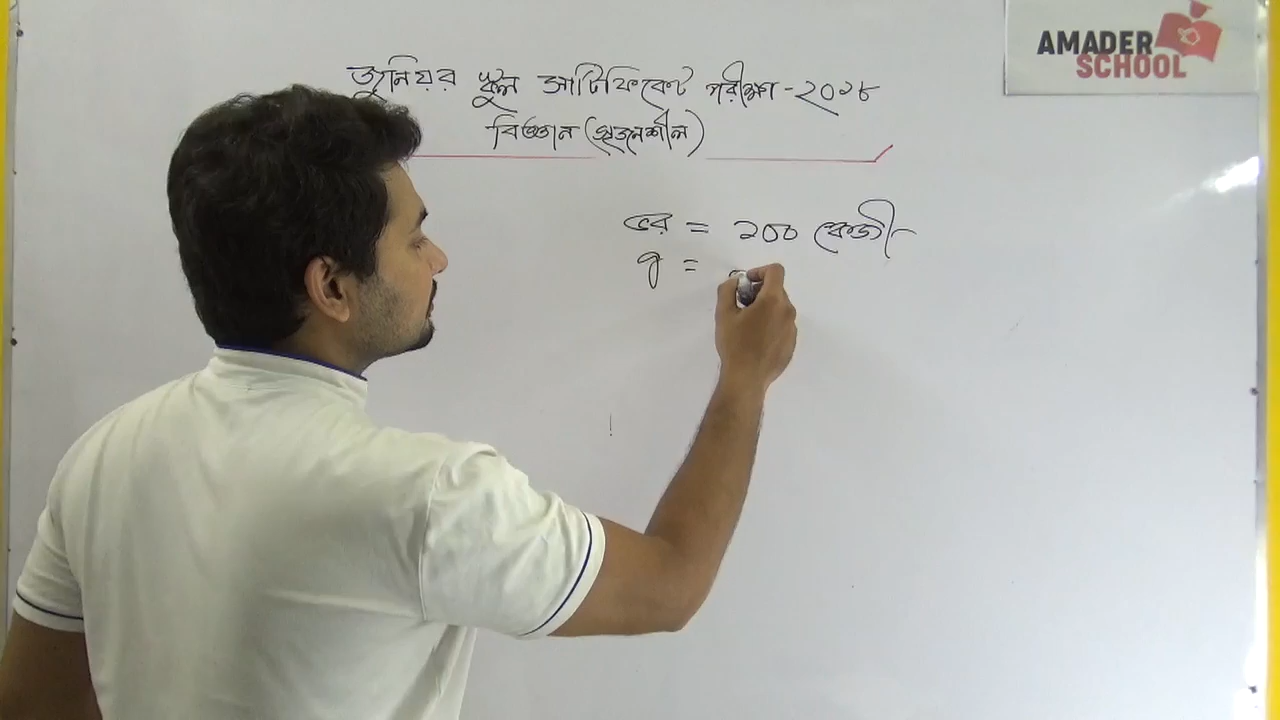 AMADER
SCHOOL
জুনিয়র স্কুল সার্টিফিকেট পরীক্ষা-২০১৮
বিজ্ঞান (সৃজনশীল)
ভর = ২০০ কেজী
g =